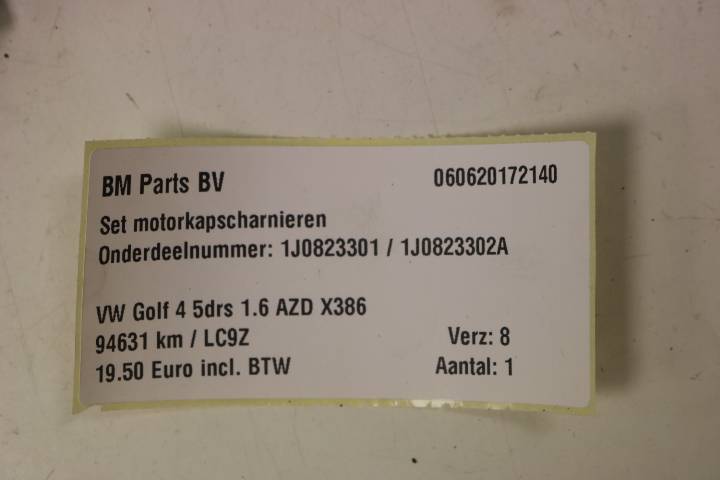 BM Parts BV 060620172140
Set motorkapscharnieren
Onderdeelnummer: 1J0823301 / 1J0823302A
VW Golf 4 5drs 1.6 AZD X386
94631 km / LC9Z Verz: 8
19.50 Euro incl. BTW Aantal: 1